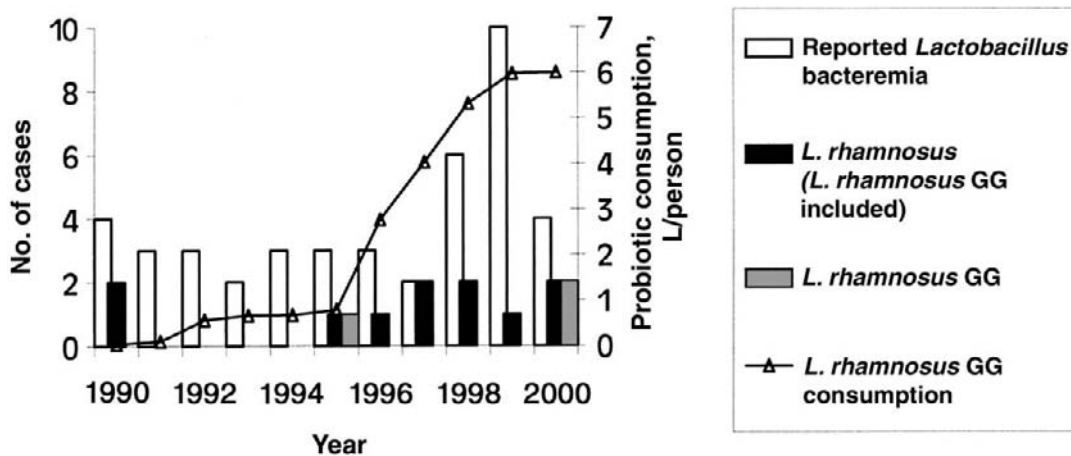 10
8
6
4
2
0
No. of cases
7
6
5
4
3
2
1
0
Probiotic consumption,
L/person
1990 1992 1994 1996 1998 2000
Year
Reported Lactobacillus
bacteremia
L. rhamnosus
(L. rhamnosus GG
included)
L. rhamnosus GG
L. rhamnosus GG
consumption